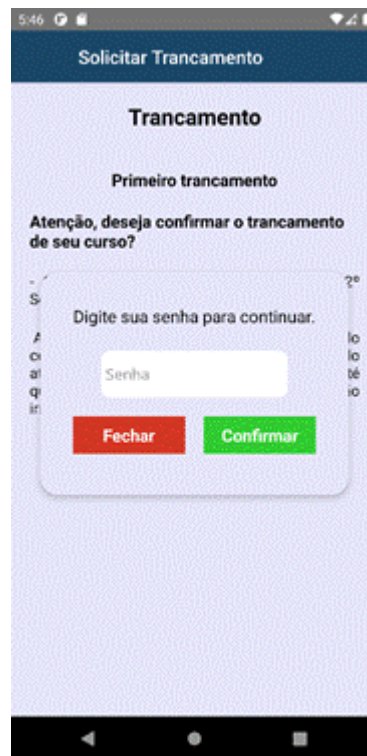 5:46
Solicitar Trancamento
Trancamento
Primeiro trancamento
Atenção, deseja confirmar o trancamento
de seu curso?
Digite sua senha para continuar.
Senha
Fechar
Confirmar